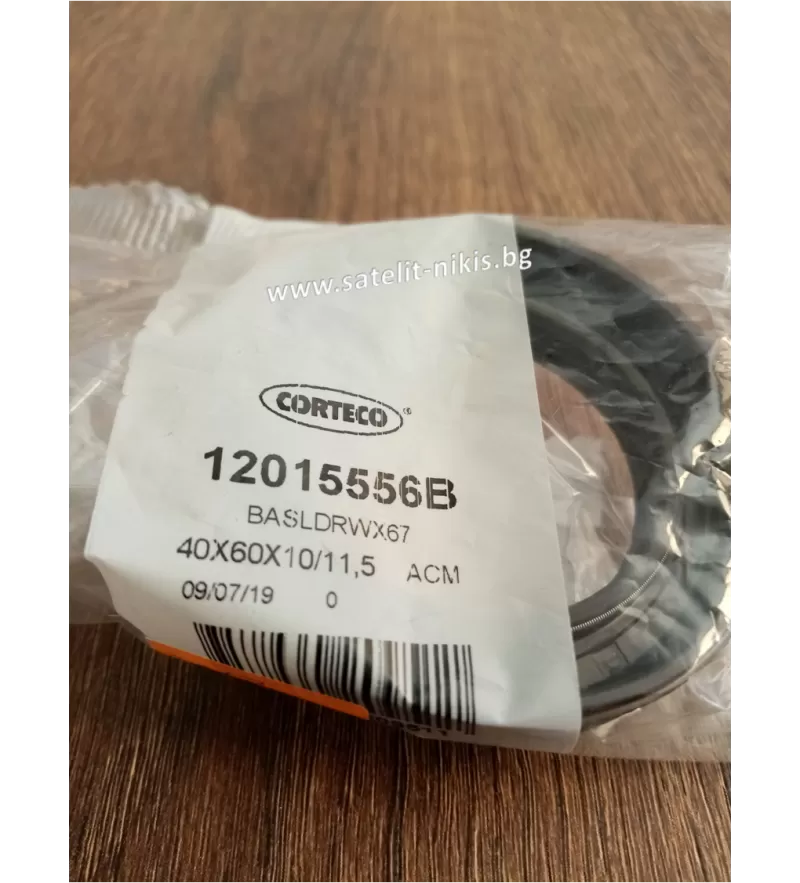 www.satelit-nikis.bg
CORTECO®
12015556B
BASLDRWX67
40X60X10/11,5 ACM
09/07/19 0